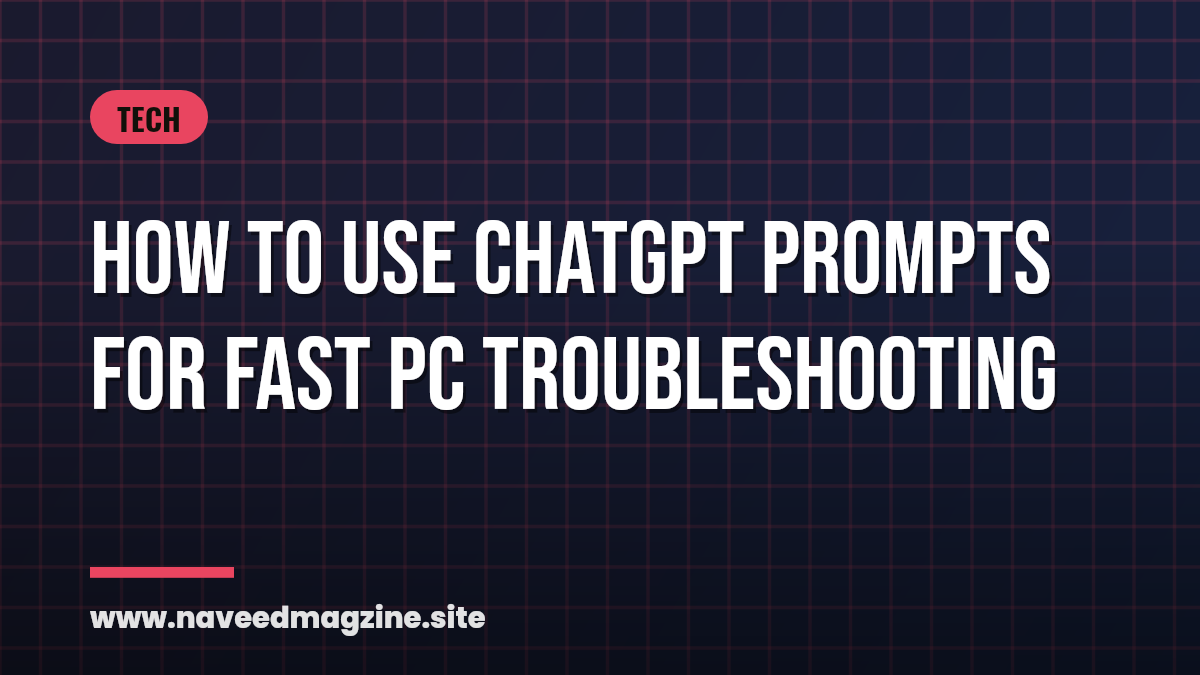 TECH
HOW TO USE CHATGPT PROMPTS
FOR FAST PC TROUBLESHOOTING
www.naveedmagzine.site